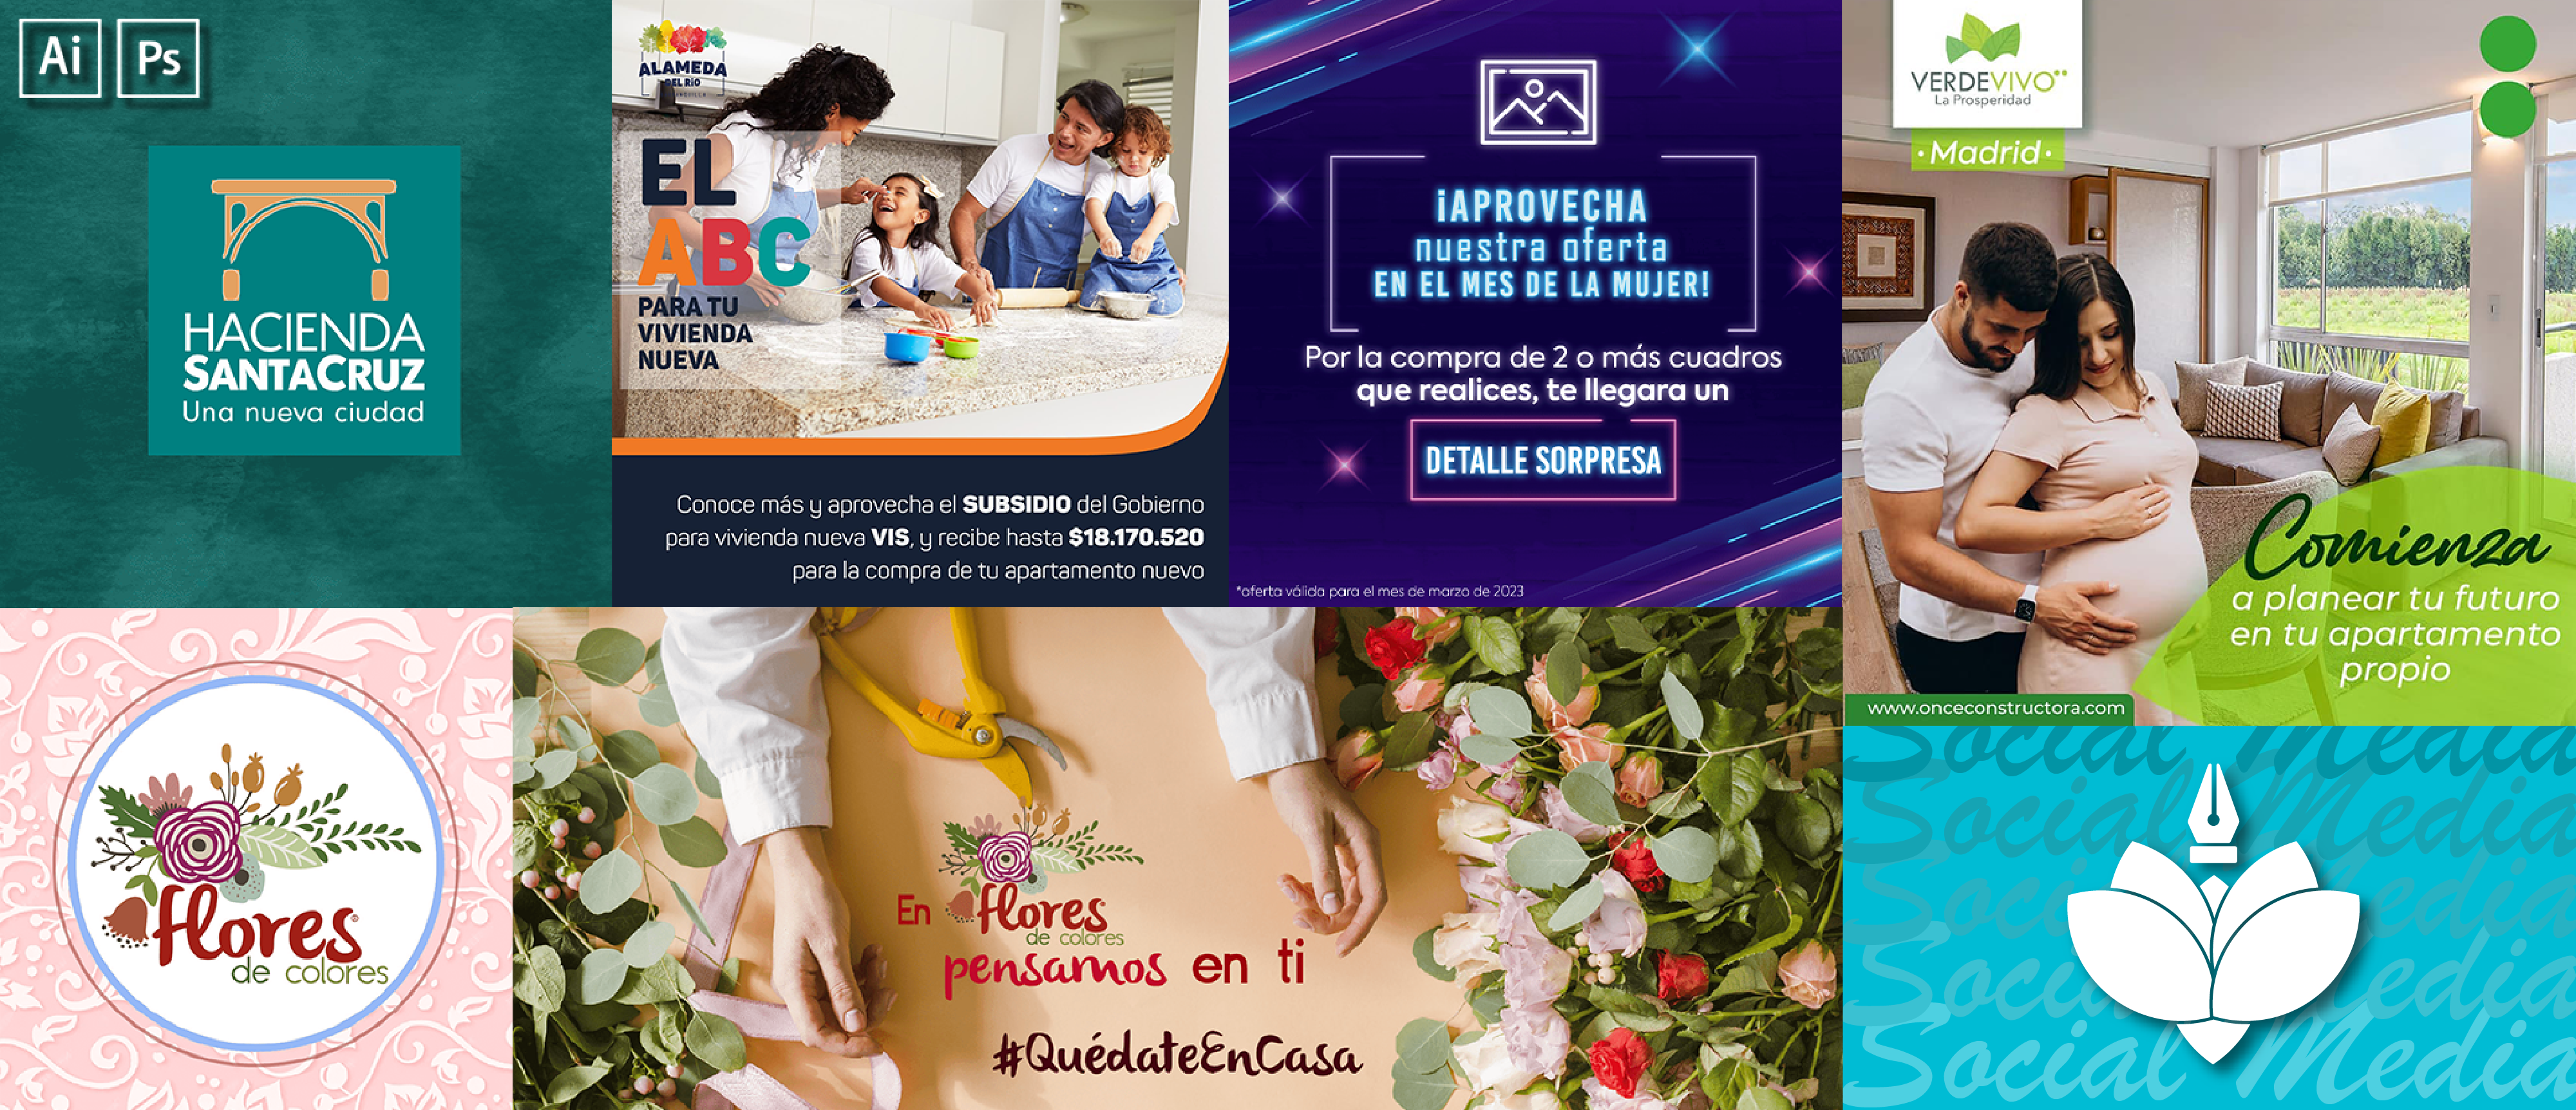 Ai Ps
HACIENDA
SANTACRUZ
Una nueva ciudad
ALAMEDA
DEL RÍO
EL
ABC
PARA TU
VIVIENDA
NUEVA
Conoce más y aprovecha el SUBSIDIO del Gobierno
para vivienda nueva VIS, y recibe hasta $18.170.520
para la compra de tu apartamento nuevo
¡APROVECHA
nuestra oferta
EN EL MES DE LA MUJER!
Por la compra de 2 o más cuadros
que realices, te llegara un
DETALLE SORPRESA
*oferta válida para el mes de marzo de 2023
VERDEVIVO
La Prosperidad
·Madrid·
Comienza
a planear tu futuro
en tu apartamento
propio
www.onceconstructora.com
flores®
de colores
En flores
de colores
pensamos en ti
#QuédateEnCasa
Social Media
Social Media
Social Media
Social Media
Social Media